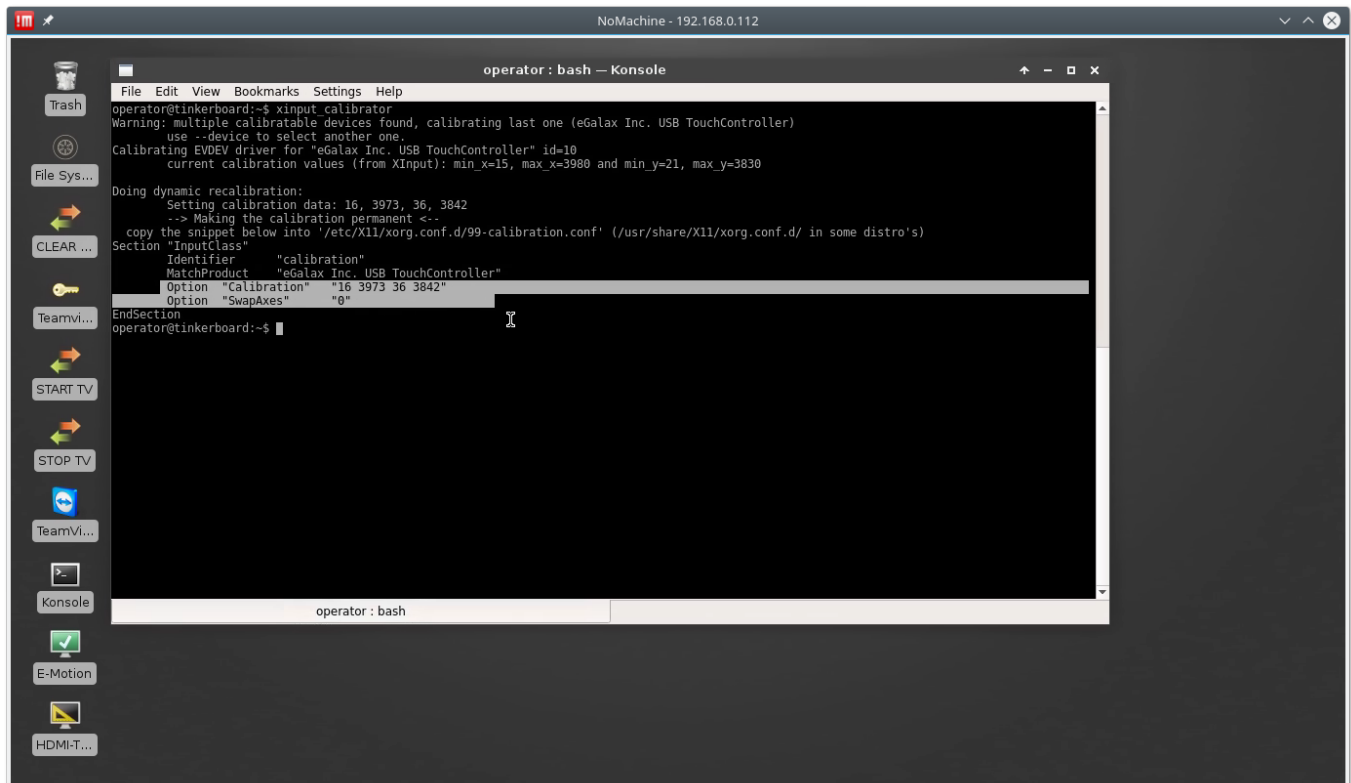 NoMachine - 192.168.0.112
Trash
File Sys...
CLEAR ...
Teamvi...
START TV
STOP TV
TeamVi...
Konsole
E-Motion
HDMI-T...
operator : bash — Konsole
File Edit View Bookmarks Settings Help
operator@tinkerboard:~$ xinput_calibrator
Warning: multiple calibratable devices found, calibrating last one (eGalax Inc. USB TouchController)
use --device to select another one.
Calibrating EVDEV driver for "eGalax Inc. USB TouchController" id=10
current calibration values (from XInput): min_x=15, max_x=3980 and min_y=21, max_y=3830
Doing dynamic recalibration:
Setting calibration data: 16, 3973, 36, 3842
--> Making the calibration permanent <--
copy the snippet below into '/etc/X11/xorg.conf.d/99-calibration.conf' (/usr/share/X11/xorg.conf.d/ in some distro's)
Section "InputClass"
Identifier "calibration"
MatchProduct "eGalax Inc. USB TouchController"
Option "Calibration" "16 3973 36 3842"
Option "SwapAxes" "0"
EndSection
operator@tinkerboard:~$
operator : bash